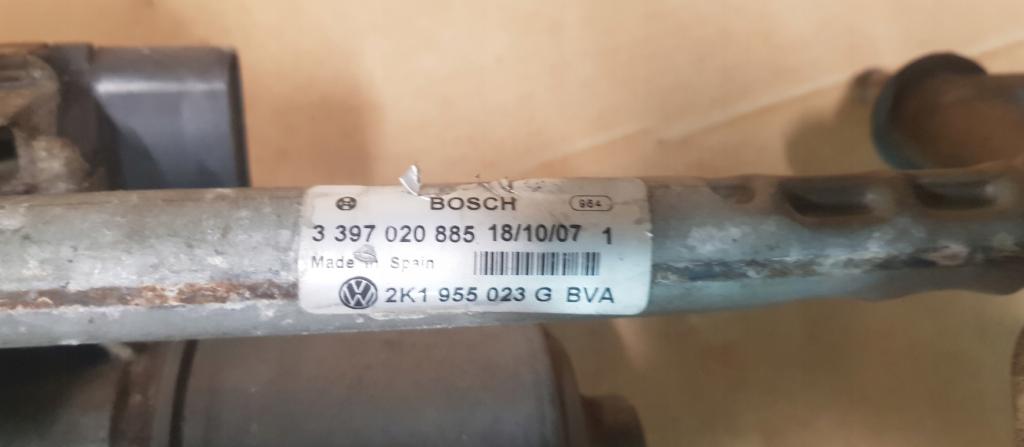 BOSCH 984
3 397 020 885 18/10/07 1
Made in Spain
2K1 955 023 G BVA